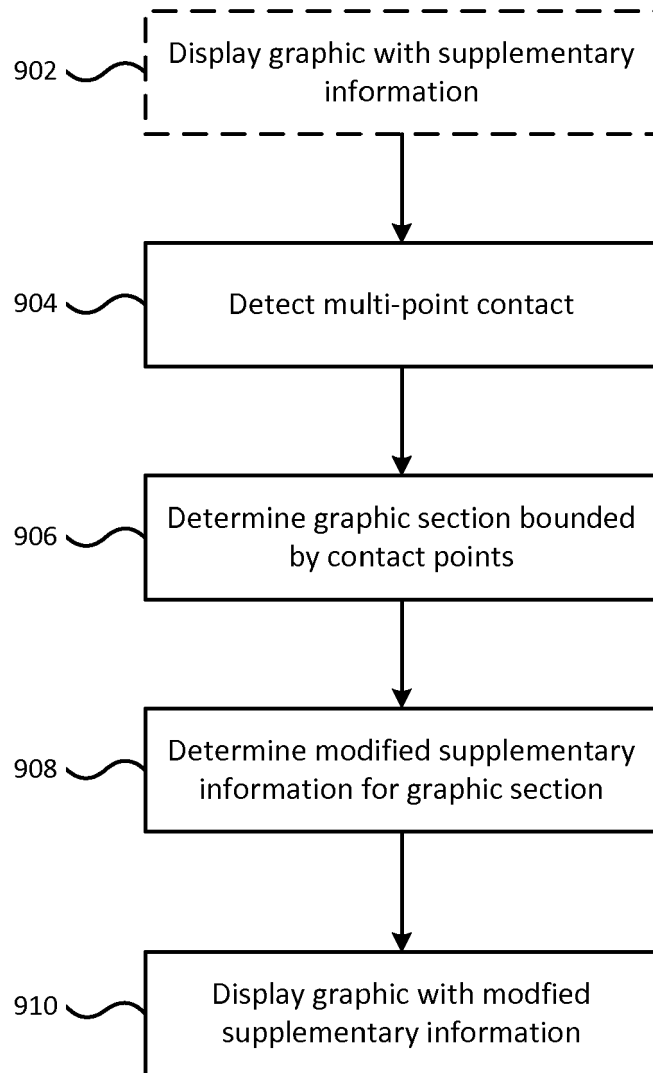 902
Display graphic with supplementary
information
904
Detect multi-point contact
906
Determine graphic section bounded
by contact points
908
Determine modified supplementary
information for graphic section
910
Display graphic with modfied
supplementary information